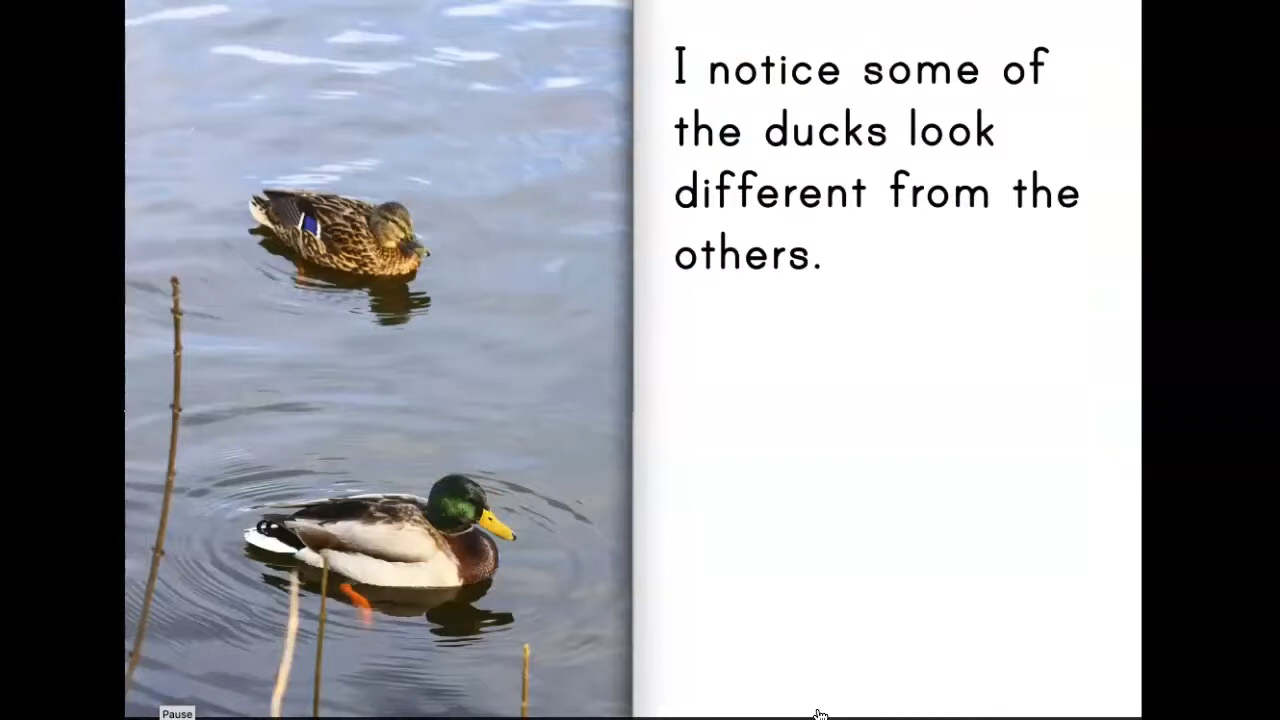 I notice some of
the ducks look
different from the
others.
Pause